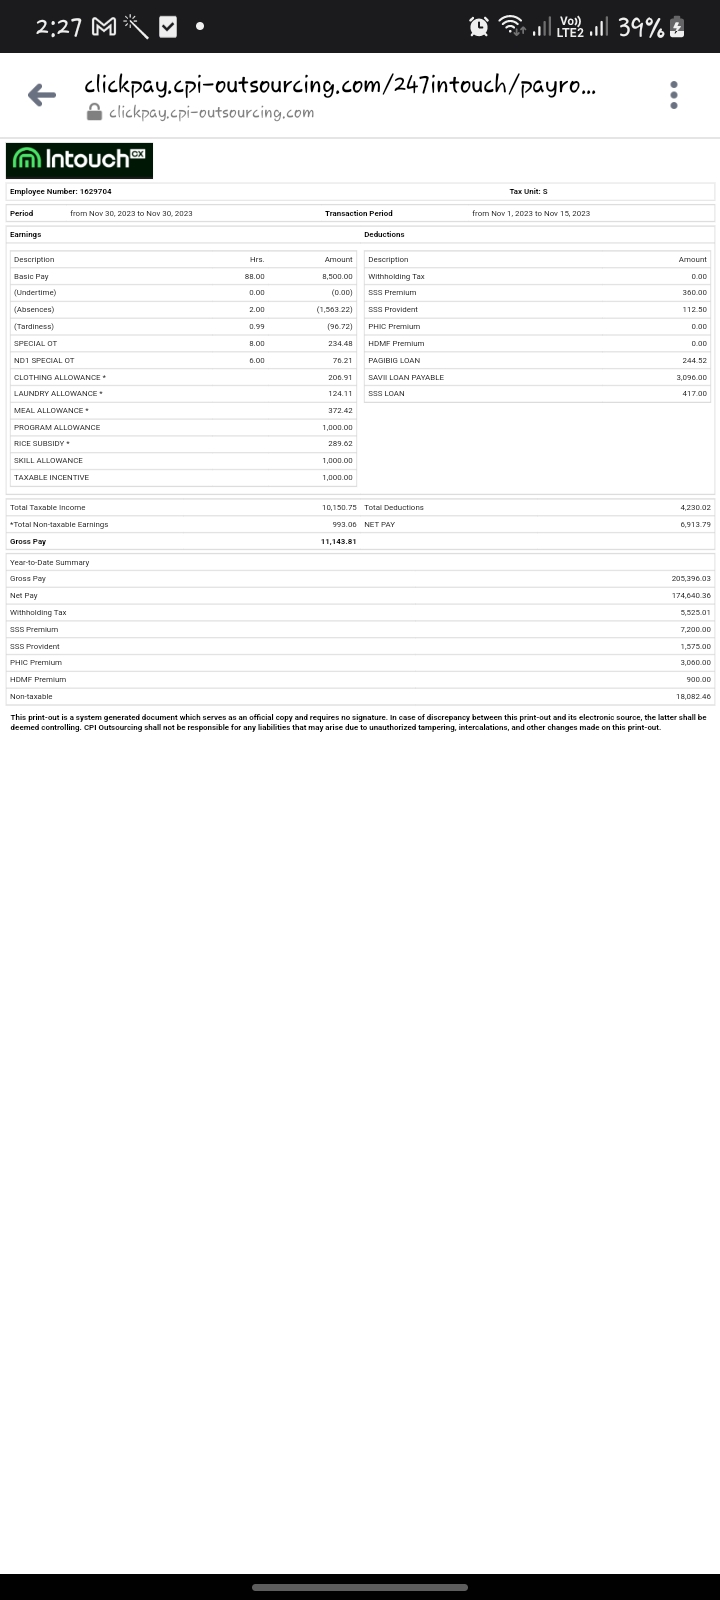 2:27 Vo)) LTE2 39%
clickpay.cpi-outsourcing.com/247intouch/payro...
clickpay.cpi-outsourcing.com
Intouch CX
Employee Number: 1629704 Tax Unit: S
Period from Nov 30, 2023 to Nov 30, 2023 Transaction Period from Nov 1, 2023 to Nov 15, 2023
Earnings Deductions
Description Hrs. Amount Description Amount
Basic Pay 88.00 8,500.00 Withholding Tax 0.00
(Undertime) 0.00 (0.00) SSS Premium 360.00
(Absences) 2.00 (1,563.22) SSS Provident 112.50
(Tardiness) 0.99 (96.72) PHIC Premium 0.00
SPECIAL OT 8.00 234.48 HDMF Premium 0.00
ND1 SPECIAL OT 6.00 76.21 PAGIBIG LOAN 244.52
CLOTHING ALLOWANCE * 206.91 SAVII LOAN PAYABLE 3,096.00
LAUNDRY ALLOWANCE * 124.11 SSS LOAN 417.00
MEAL ALLOWANCE * 372.42
PROGRAM ALLOWANCE 1,000.00
RICE SUBSIDY * 289.62
SKILL ALLOWANCE 1,000.00
TAXABLE INCENTIVE 1,000.00
Total Taxable Income 10,150.75 Total Deductions 4,230.02
*Total Non-taxable Earnings 993.06 NET PAY 6,913.79
Gross Pay 11,143.81
Year-to-Date Summary
Gross Pay 205,396.03
Net Pay 174,640.36
Withholding Tax 5,525.01
SSS Premium 7,200.00
SSS Provident 1,575.00
PHIC Premium 3,060.00
HDMF Premium 900.00
Non-taxable 18,082.46
This print-out is a system generated document which serves as an official copy and requires no signature. In case of discrepancy between this print-out and its electronic source, the latter shall be
deemed controlling. CPI Outsourcing shall not be responsible for any liabilities that may arise due to unauthorized tampering, intercalations, and other changes made on this print-out.